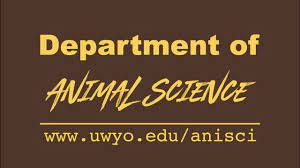 Department of
ANIMAL SCIENCE
www.uwyo.edu/anisci